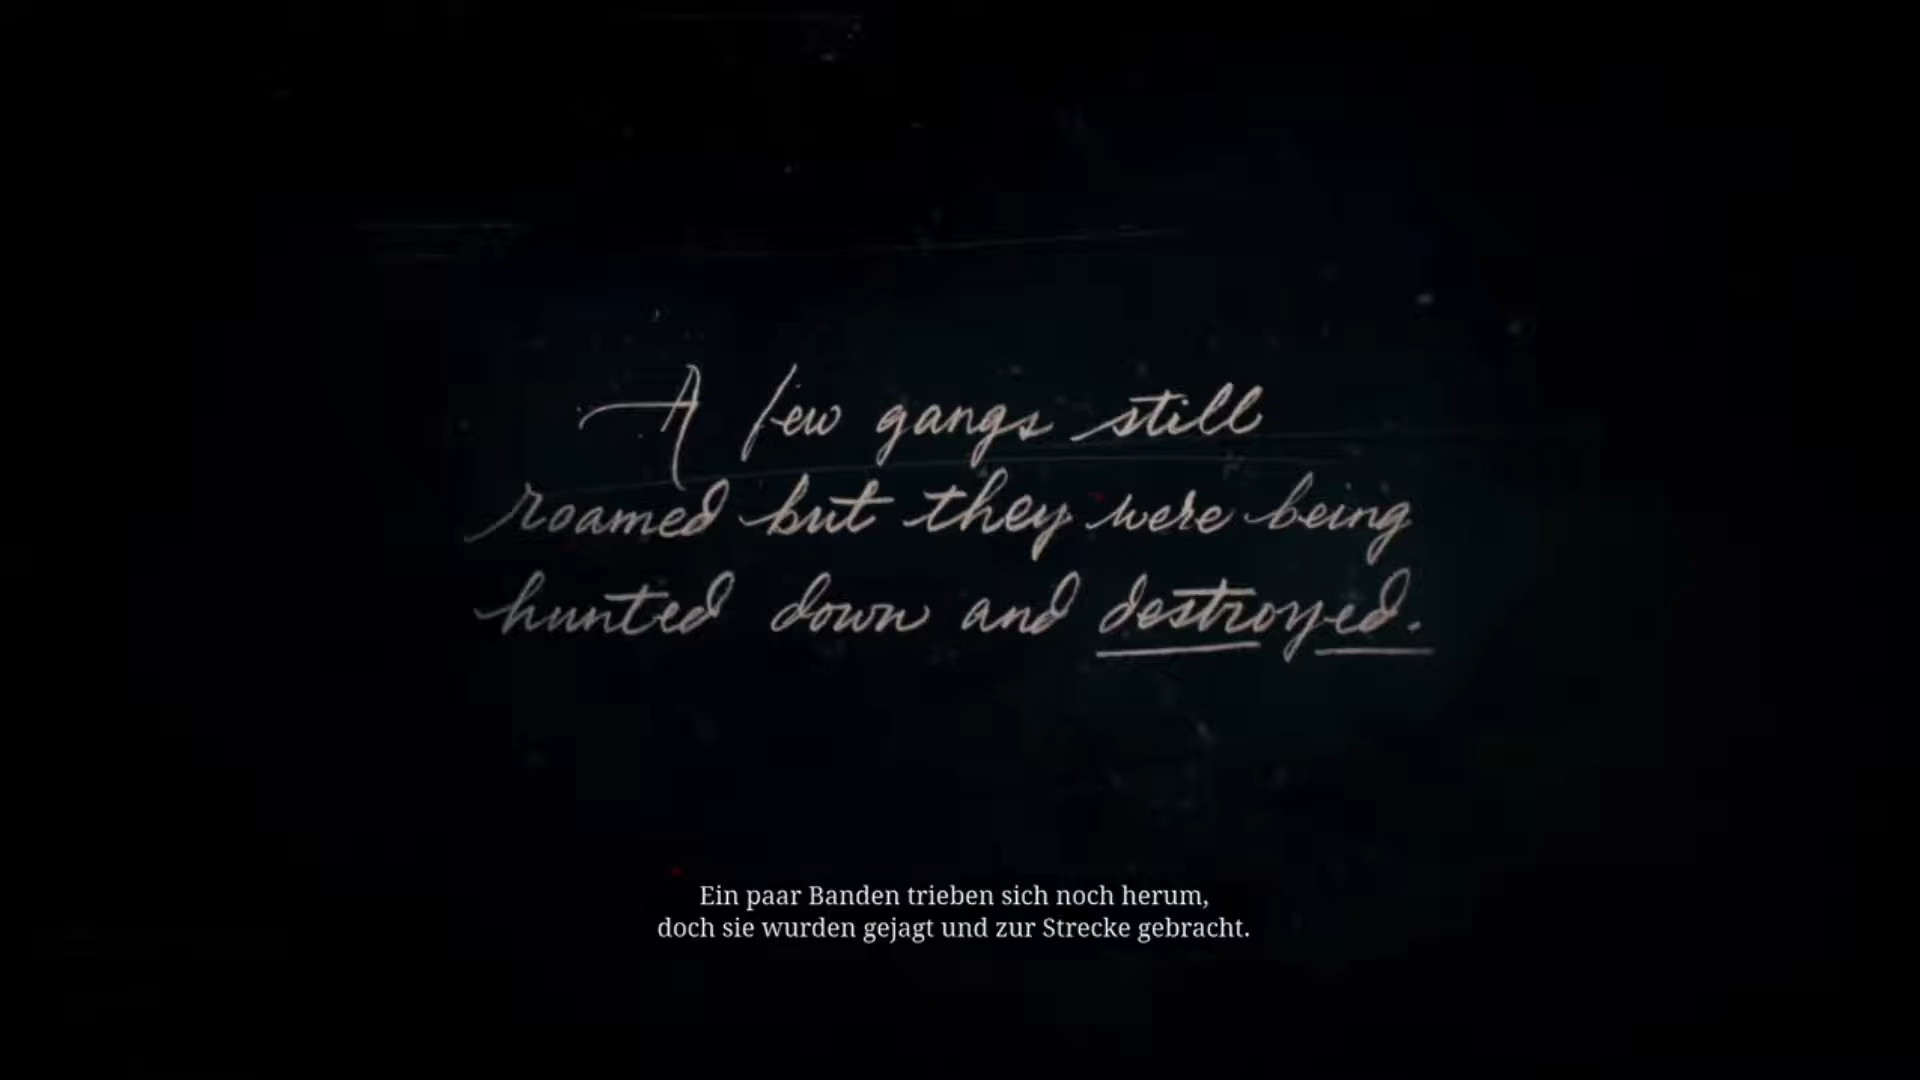 A few gangs still
roamed but they were being
hunted down and destroyed.
Ein paar Banden trieben sich noch herum,
doch sie wurden gejagt und zur Strecke gebracht.